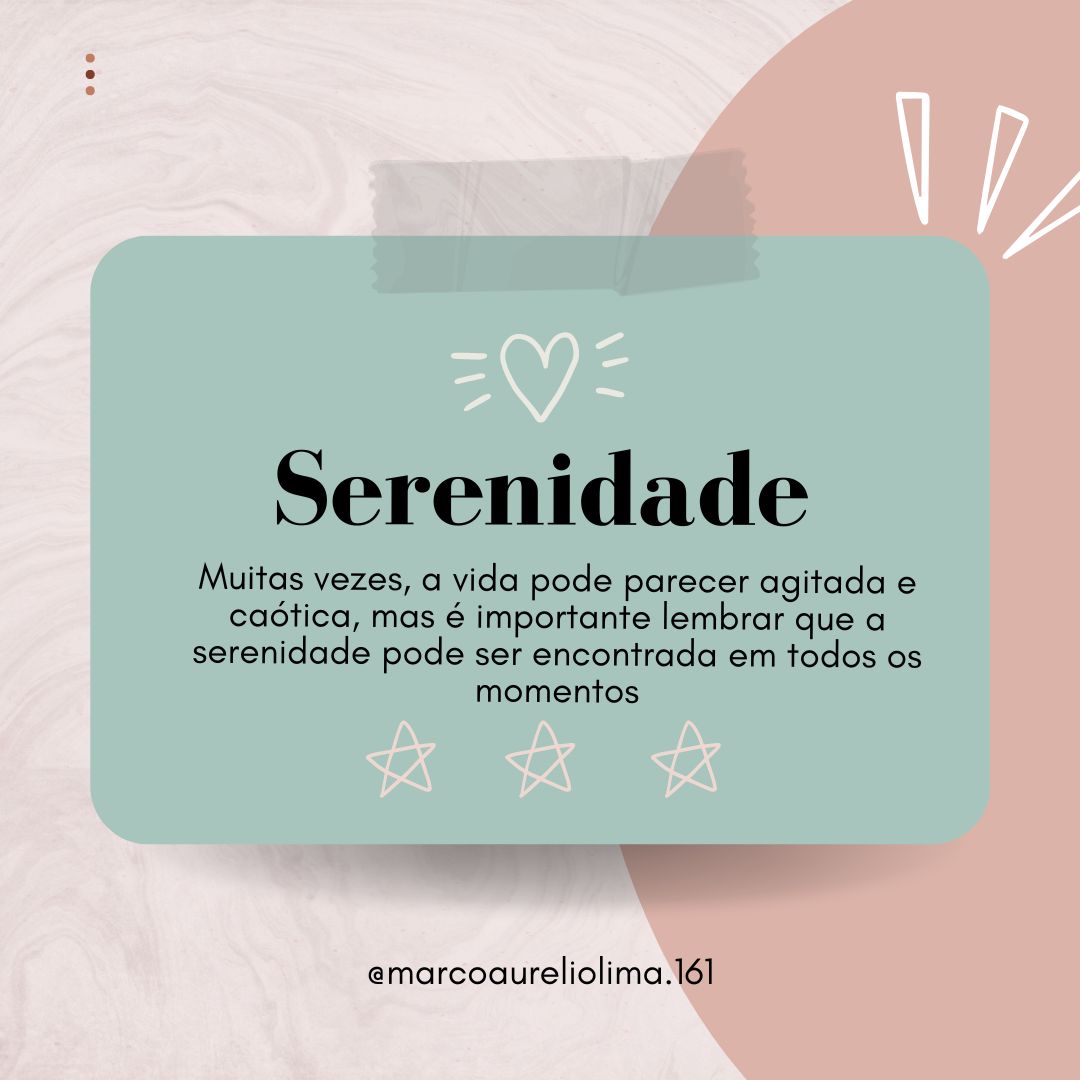 Serenidade
Muitas vezes, a vida pode parecer agitada e
caótica, mas é importante lembrar que a
serenidade pode ser encontrada em todos os
momentos
@marcoaureliolima.161